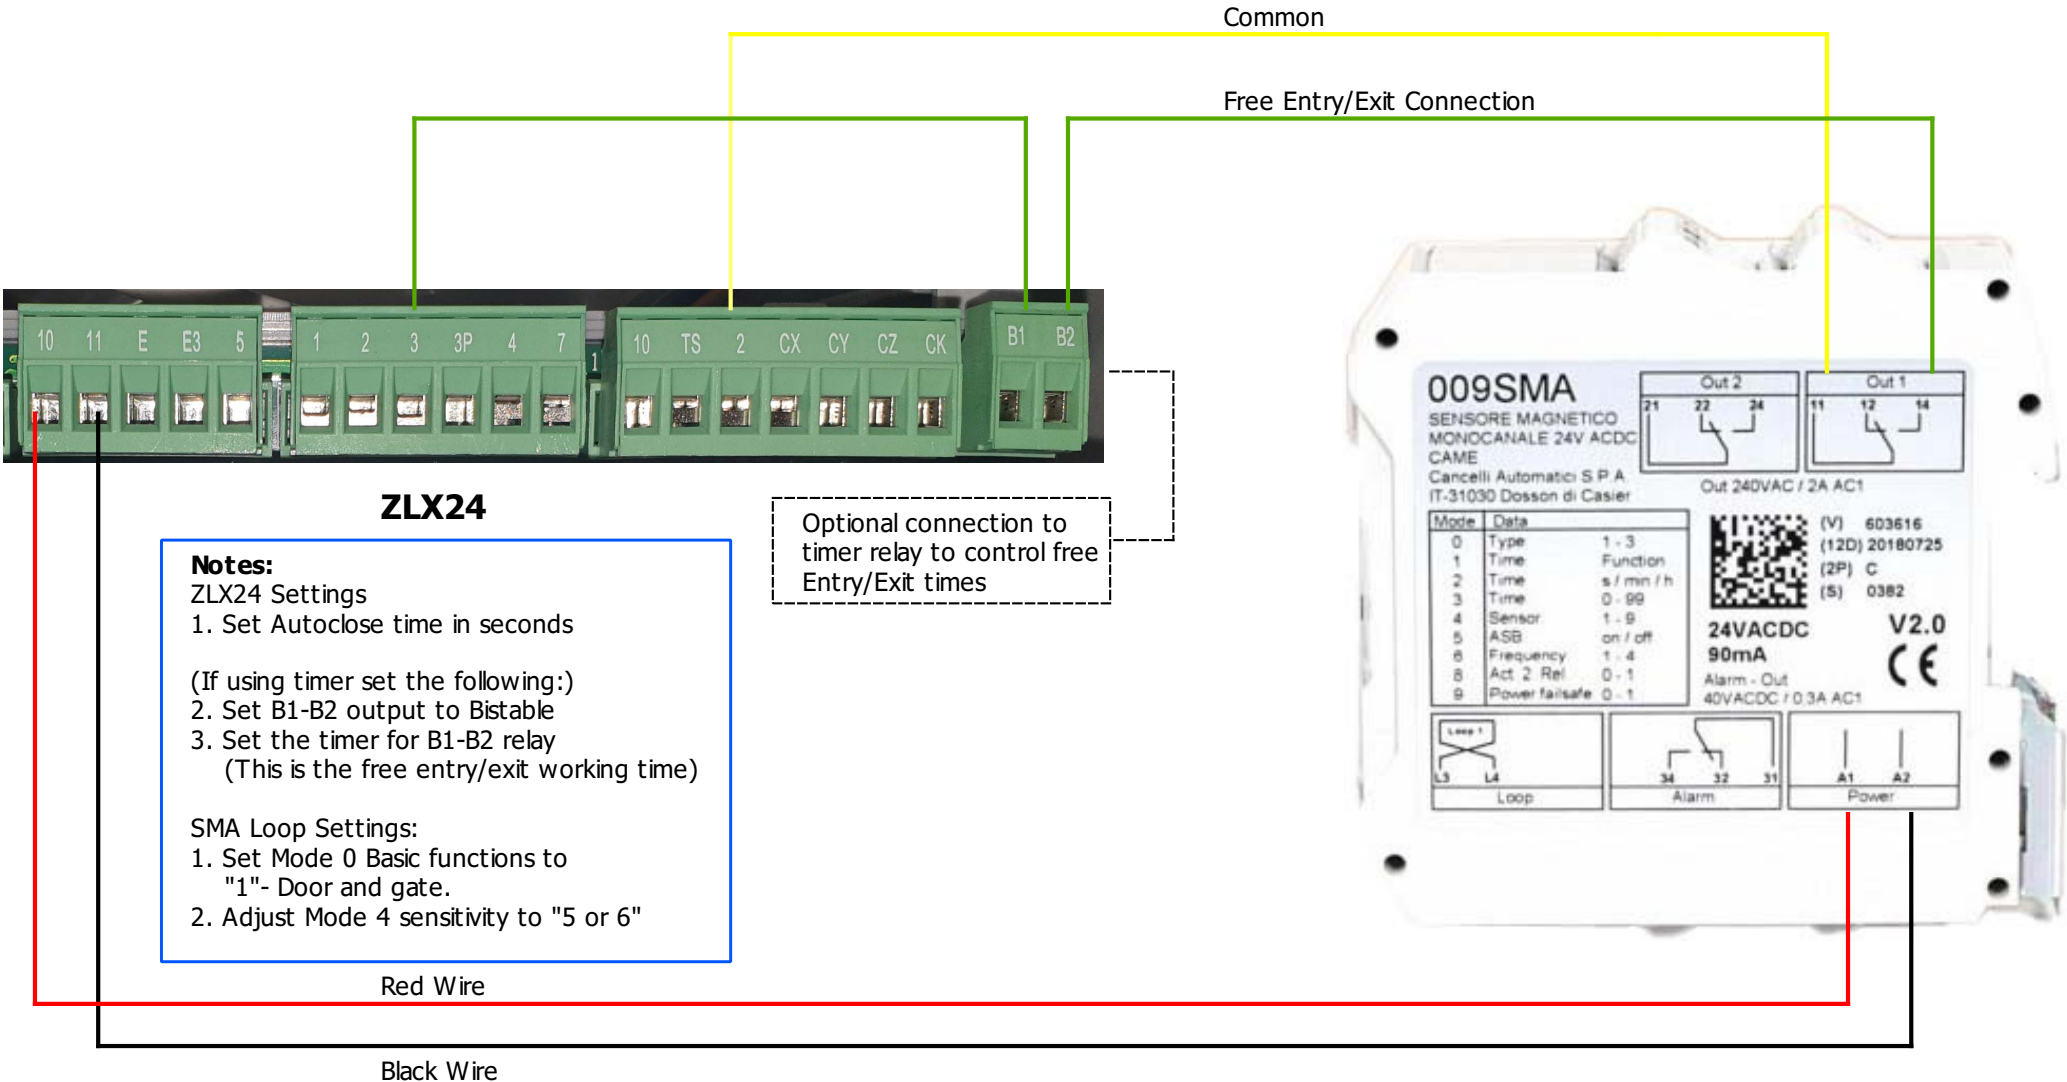 Common
Free Entry/Exit Connection
10 11 E E3 5
1 2 3 3P 4 7
1
10 TS 2 CX CY CZ CK
B1 B2
ZLX24
Optional connection to
timer relay to control free
Entry/Exit times
Notes:
ZLX24 Settings
1. Set Autoclose time in seconds
(If using timer set the following:)
2. Set B1-B2 output to Bistable
3. Set the timer for B1-B2 relay
(This is the free entry/exit working time)
SMA Loop Settings:
1. Set Mode 0 Basic functions to
"1"- Door and gate.
2. Adjust Mode 4 sensitivity to "5 or 6"
Red Wire
Black Wire
009SMA
SENSORE MAGNETICO
MONOCANALE 24V ACDC
CAME
Cancelli Automatici S.P.A.
IT-31030 Dosson di Casier
Out 2
21 22 24
Out 1
11 12 14
Out 240VAC / 2A AC1
Mode Data
0 Type 1 - 3
1 Time Function
2 Time s / min / h
3 Time 0 - 99
4 Sensor 1 - 9
5 ASB on / off
6 Frequency 1 - 4
8 Act 2 Rel 0 - 1
9 Power failsafe 0 - 1
(V) 603616
(12D) 20180725
(2P) C
(S) 0382
24VACDC
90mA
V2.0
CE
Alarm - Out
40VACDC / 0.3A AC1
Loop 1
L3 L4
Loop
34 32 31
Alarm
A1 A2
Power